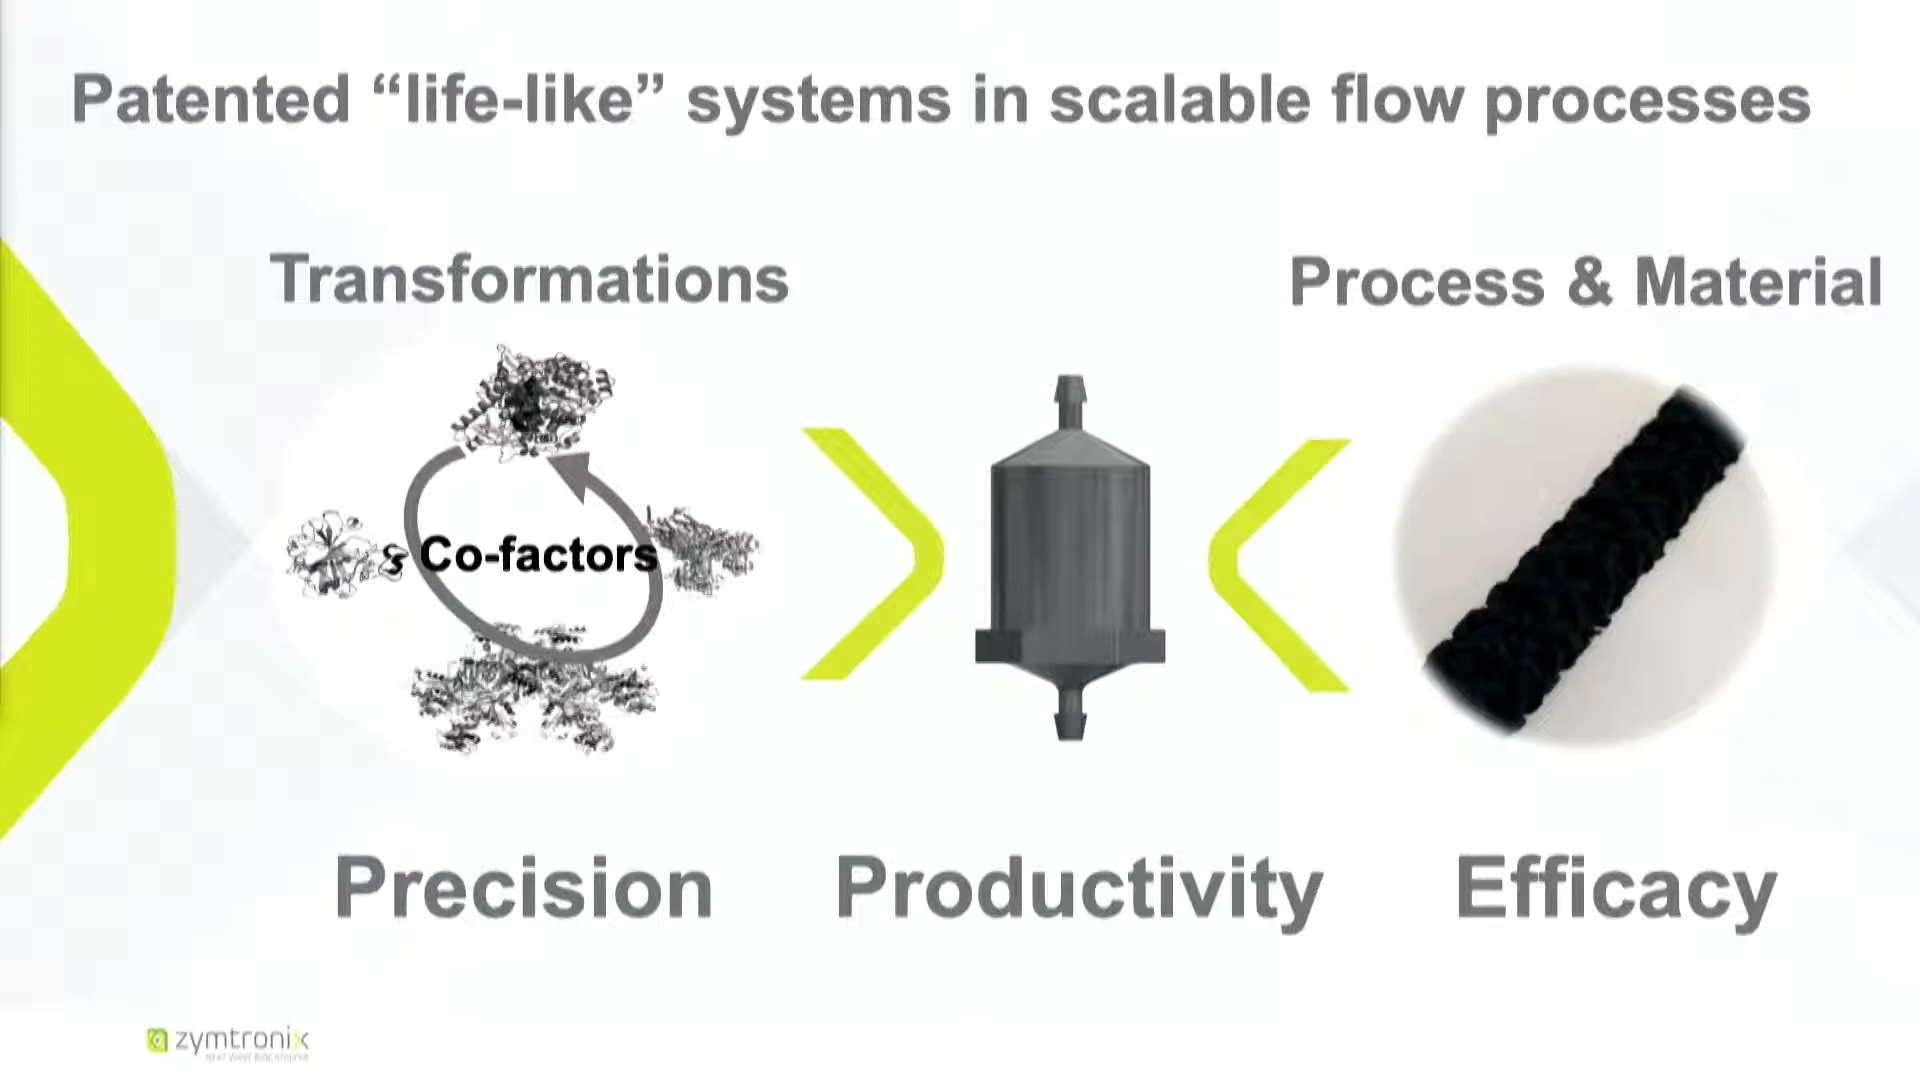 Patented “life-like” systems in scalable flow processes
Transformations
Process & Material
Co-factors
Precision
Productivity
Efficacy
zymtronix